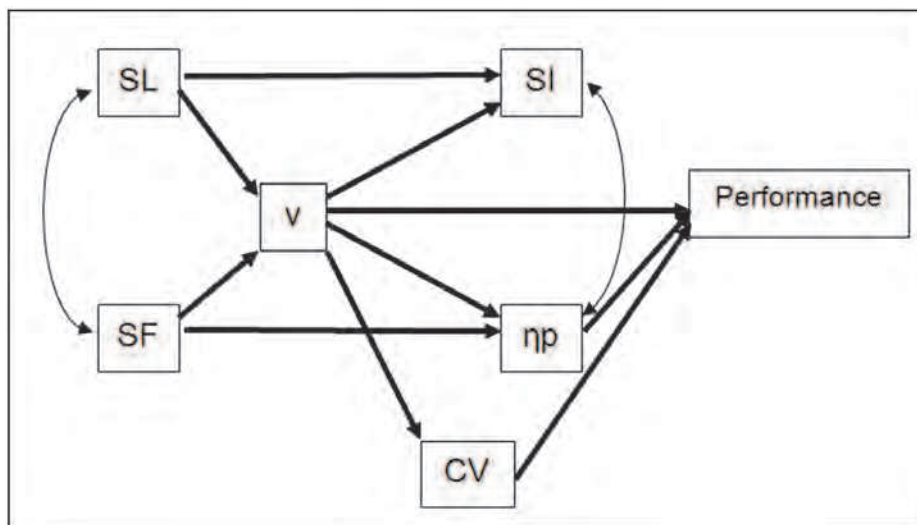 SL
SI
v
Performance
SF
ηp
CV